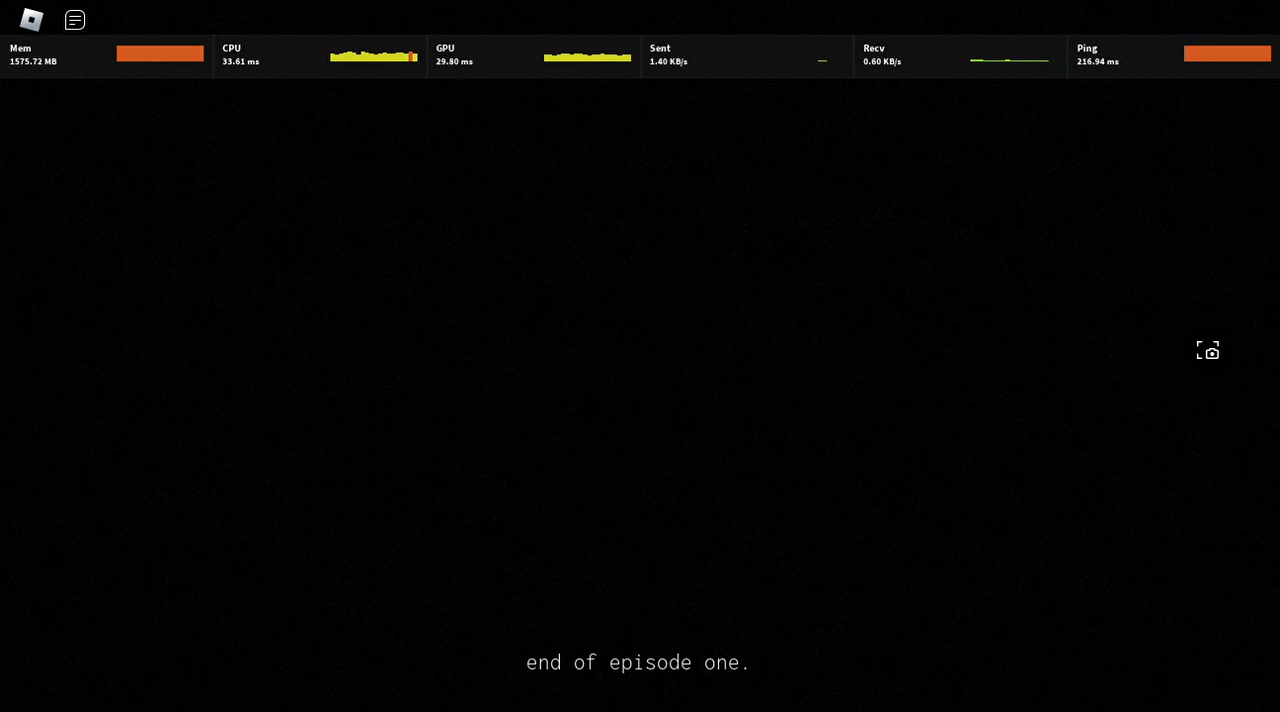 Mem
1575.72 MB
CPU
33.61 ms
GPU
29.80 ms
Sent
1.40 KB/s
Recv
0.60 KB/s
Ping
216.94 ms
end of episode one.